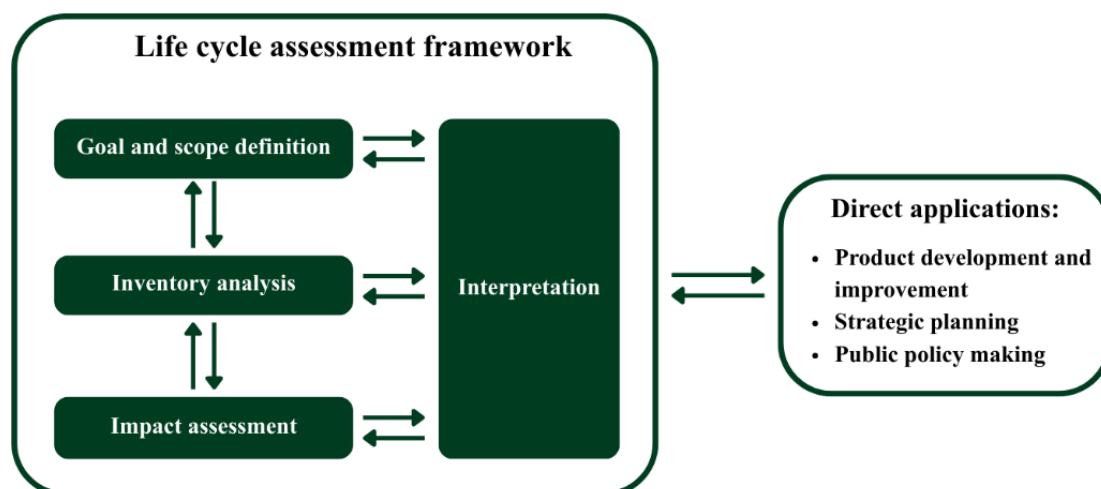 Life cycle assessment framework
Goal and scope definition
Inventory analysis
Impact assessment
Interpretation
Direct applications:
• Product development and
improvement
• Strategic planning
• Public policy making